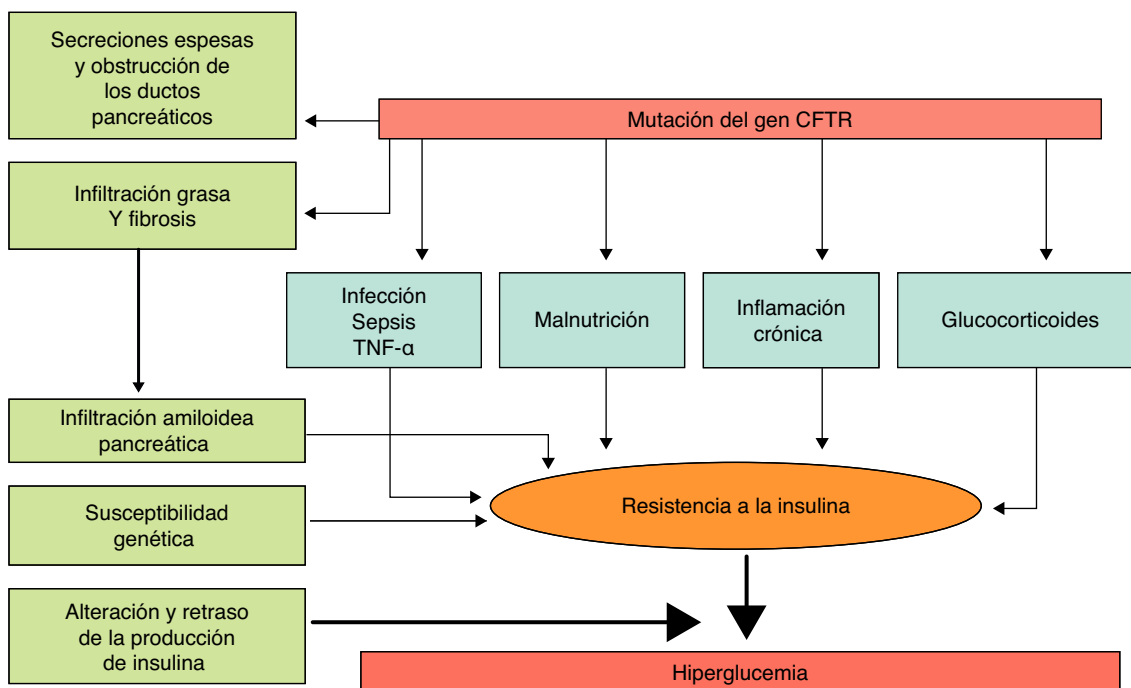 Secreciones espesas
y obstrucción de
los ductos
pancreáticos
Mutación del gen CFTR
Infiltración grasa
Y fibrosis
Infección
Sepsis
TNF-α
Malnutrición
Inflamación
crónica
Glucocorticoides
Infiltración amiloidea
pancreática
Susceptibilidad
genética
Resistencia a la insulina
Alteración y retraso
de la producción
de insulina
Hiperglucemia